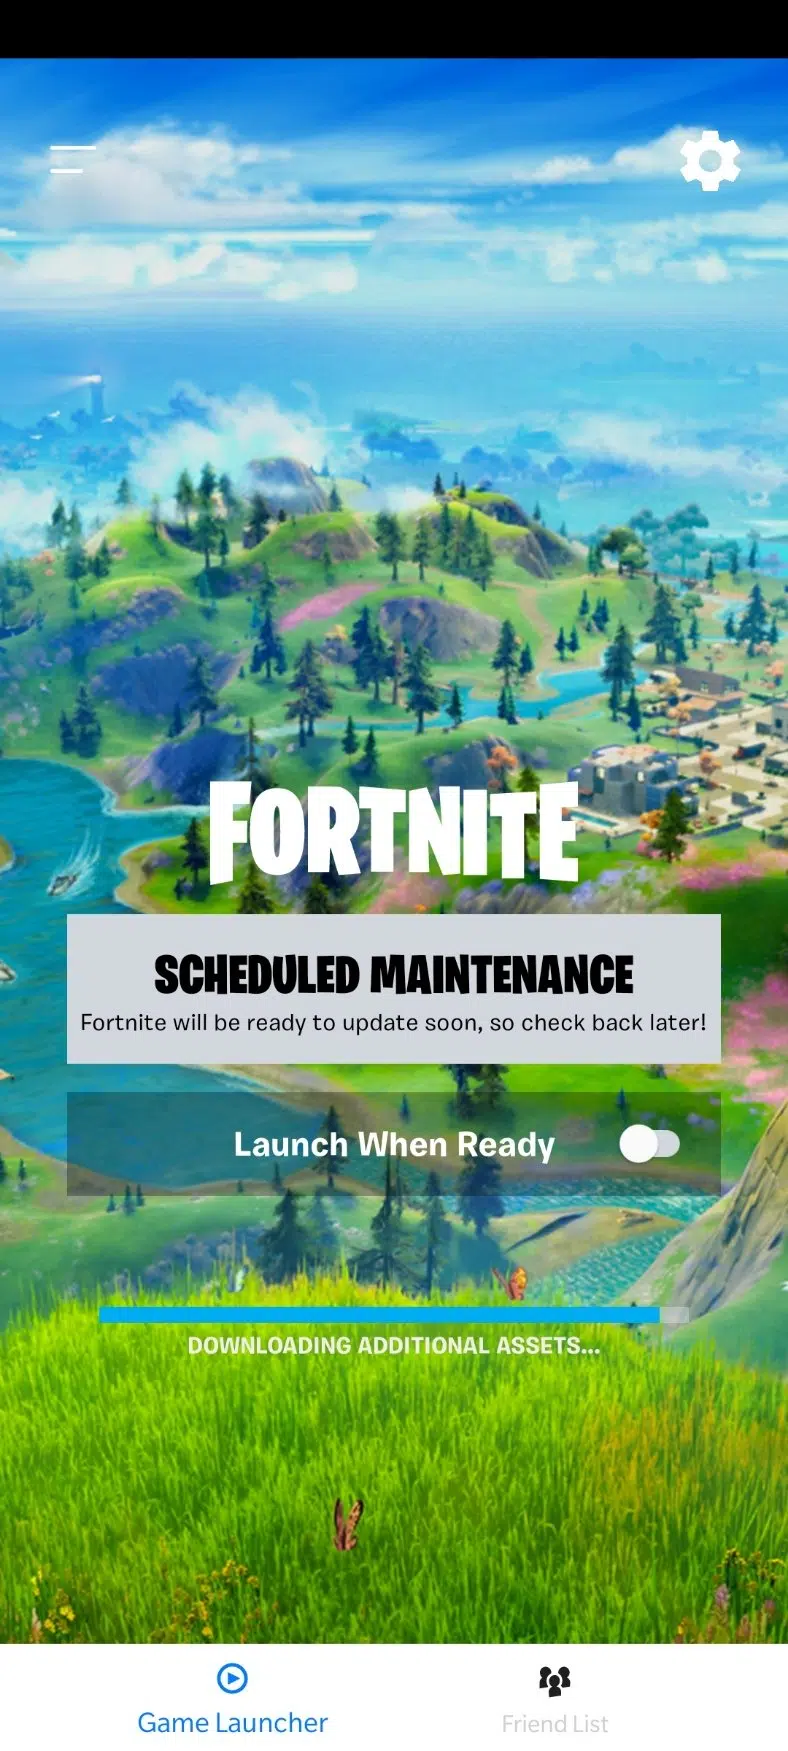 FORTNITE
SCHEDULED MAINTENANCE
Fortnite will be ready to update soon, so check back later!
Launch When Ready
DOWNLOADING ADDITIONAL ASSETS...
Game Launcher
Friend List